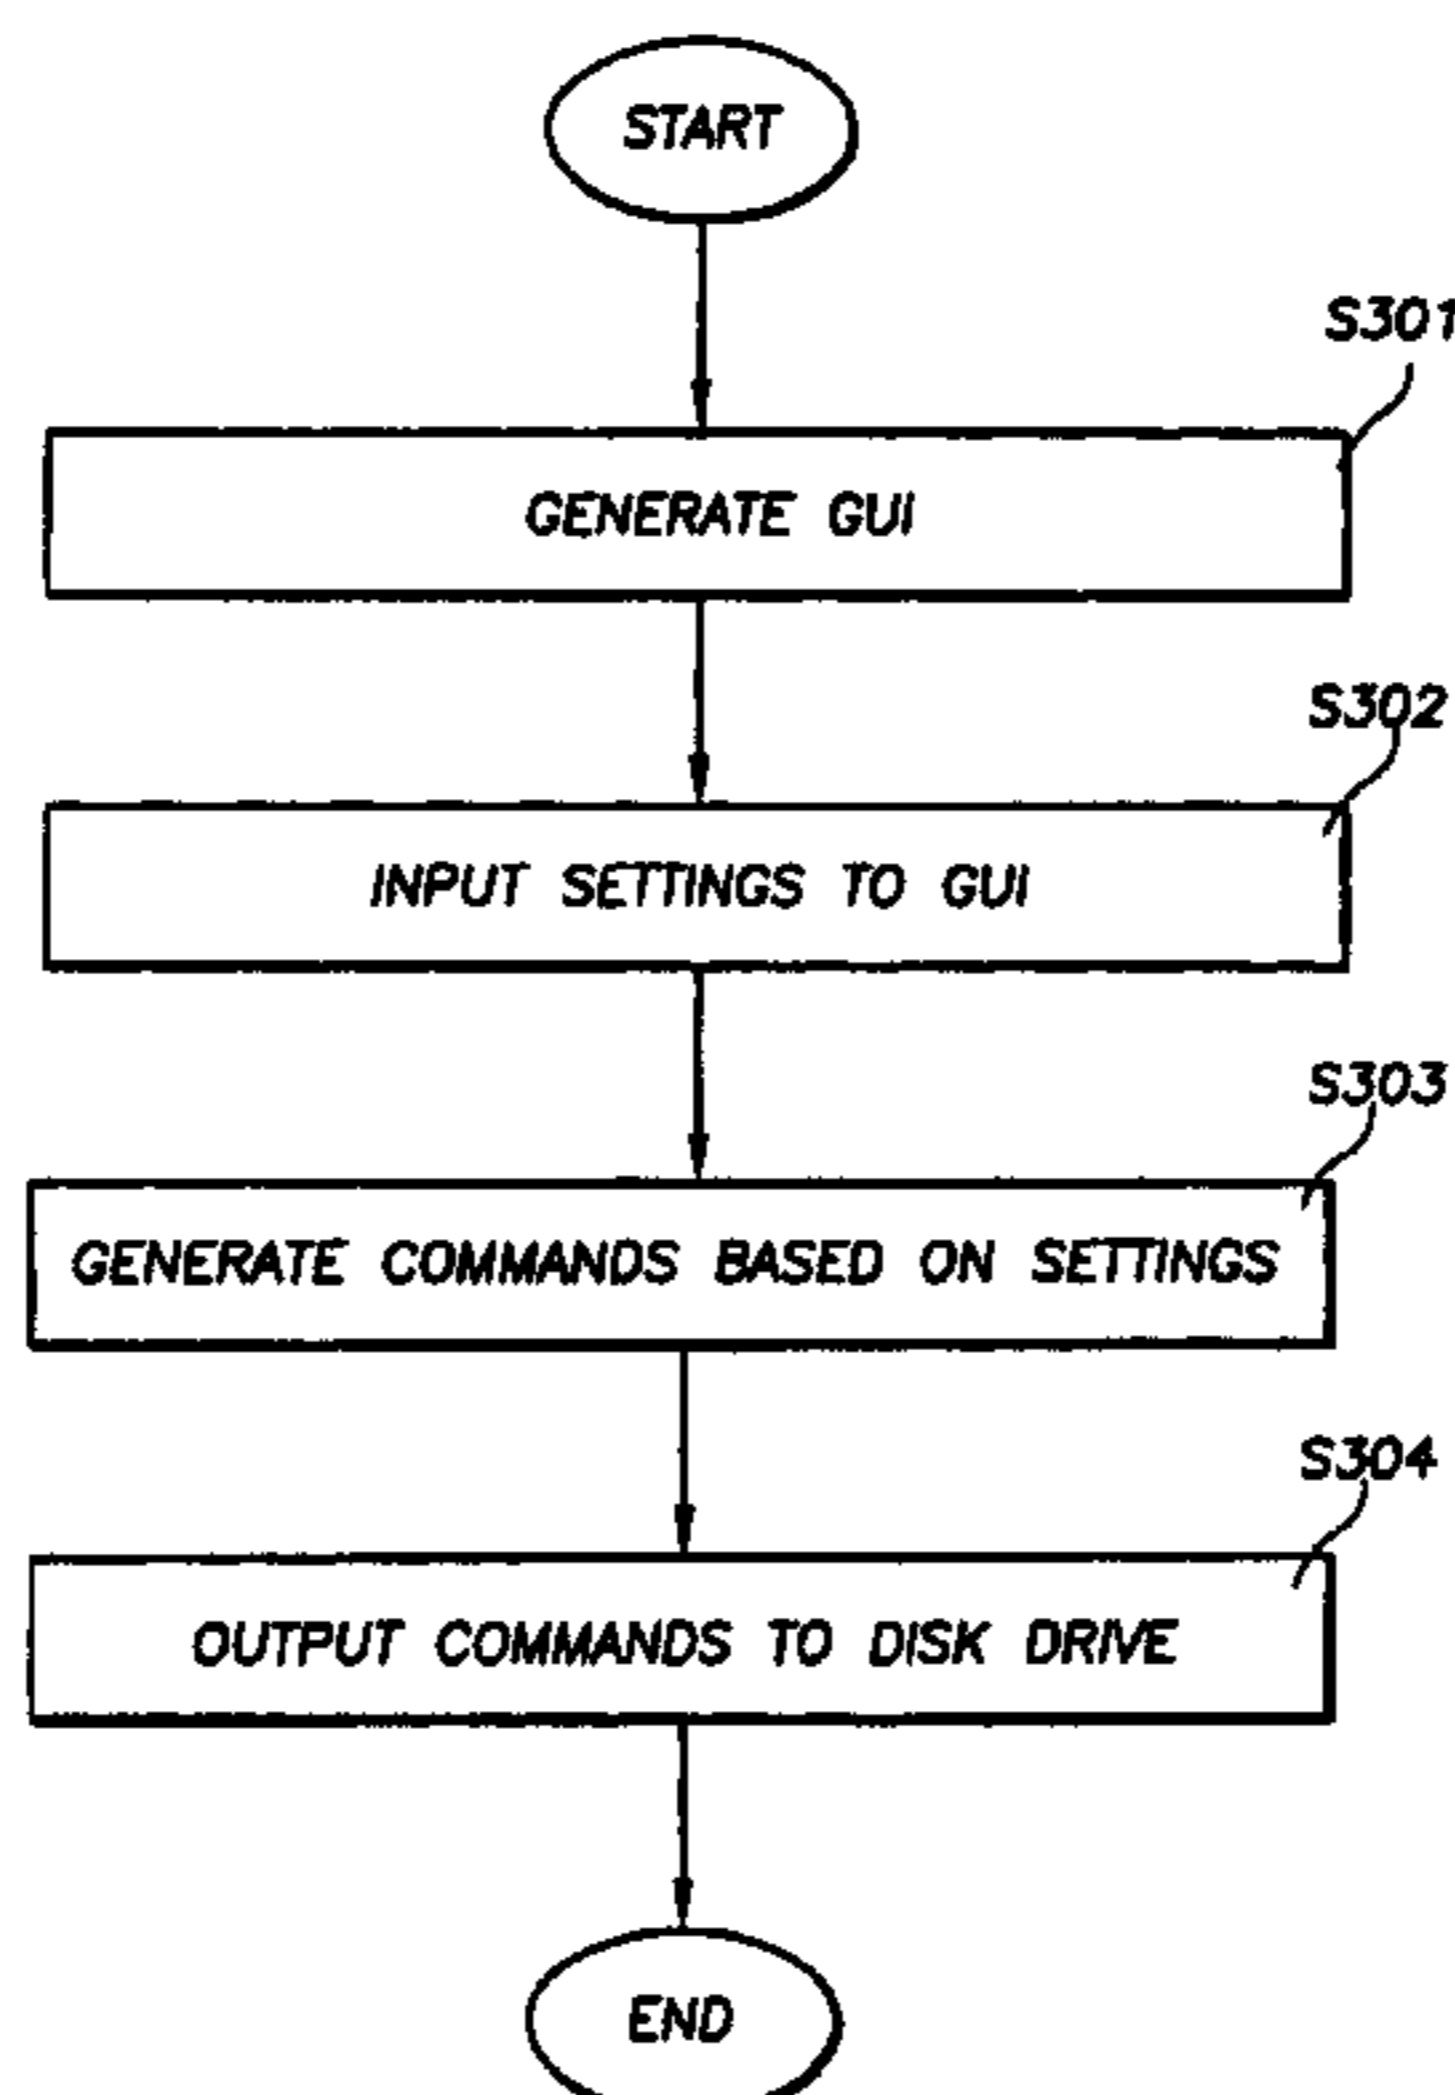 START
S301
GENERATE GUI
S302
INPUT SETTINGS TO GUI
S303
GENERATE COMMANDS BASED ON SETTINGS
S304
OUTPUT COMMANDS TO DISK DRIVE
END